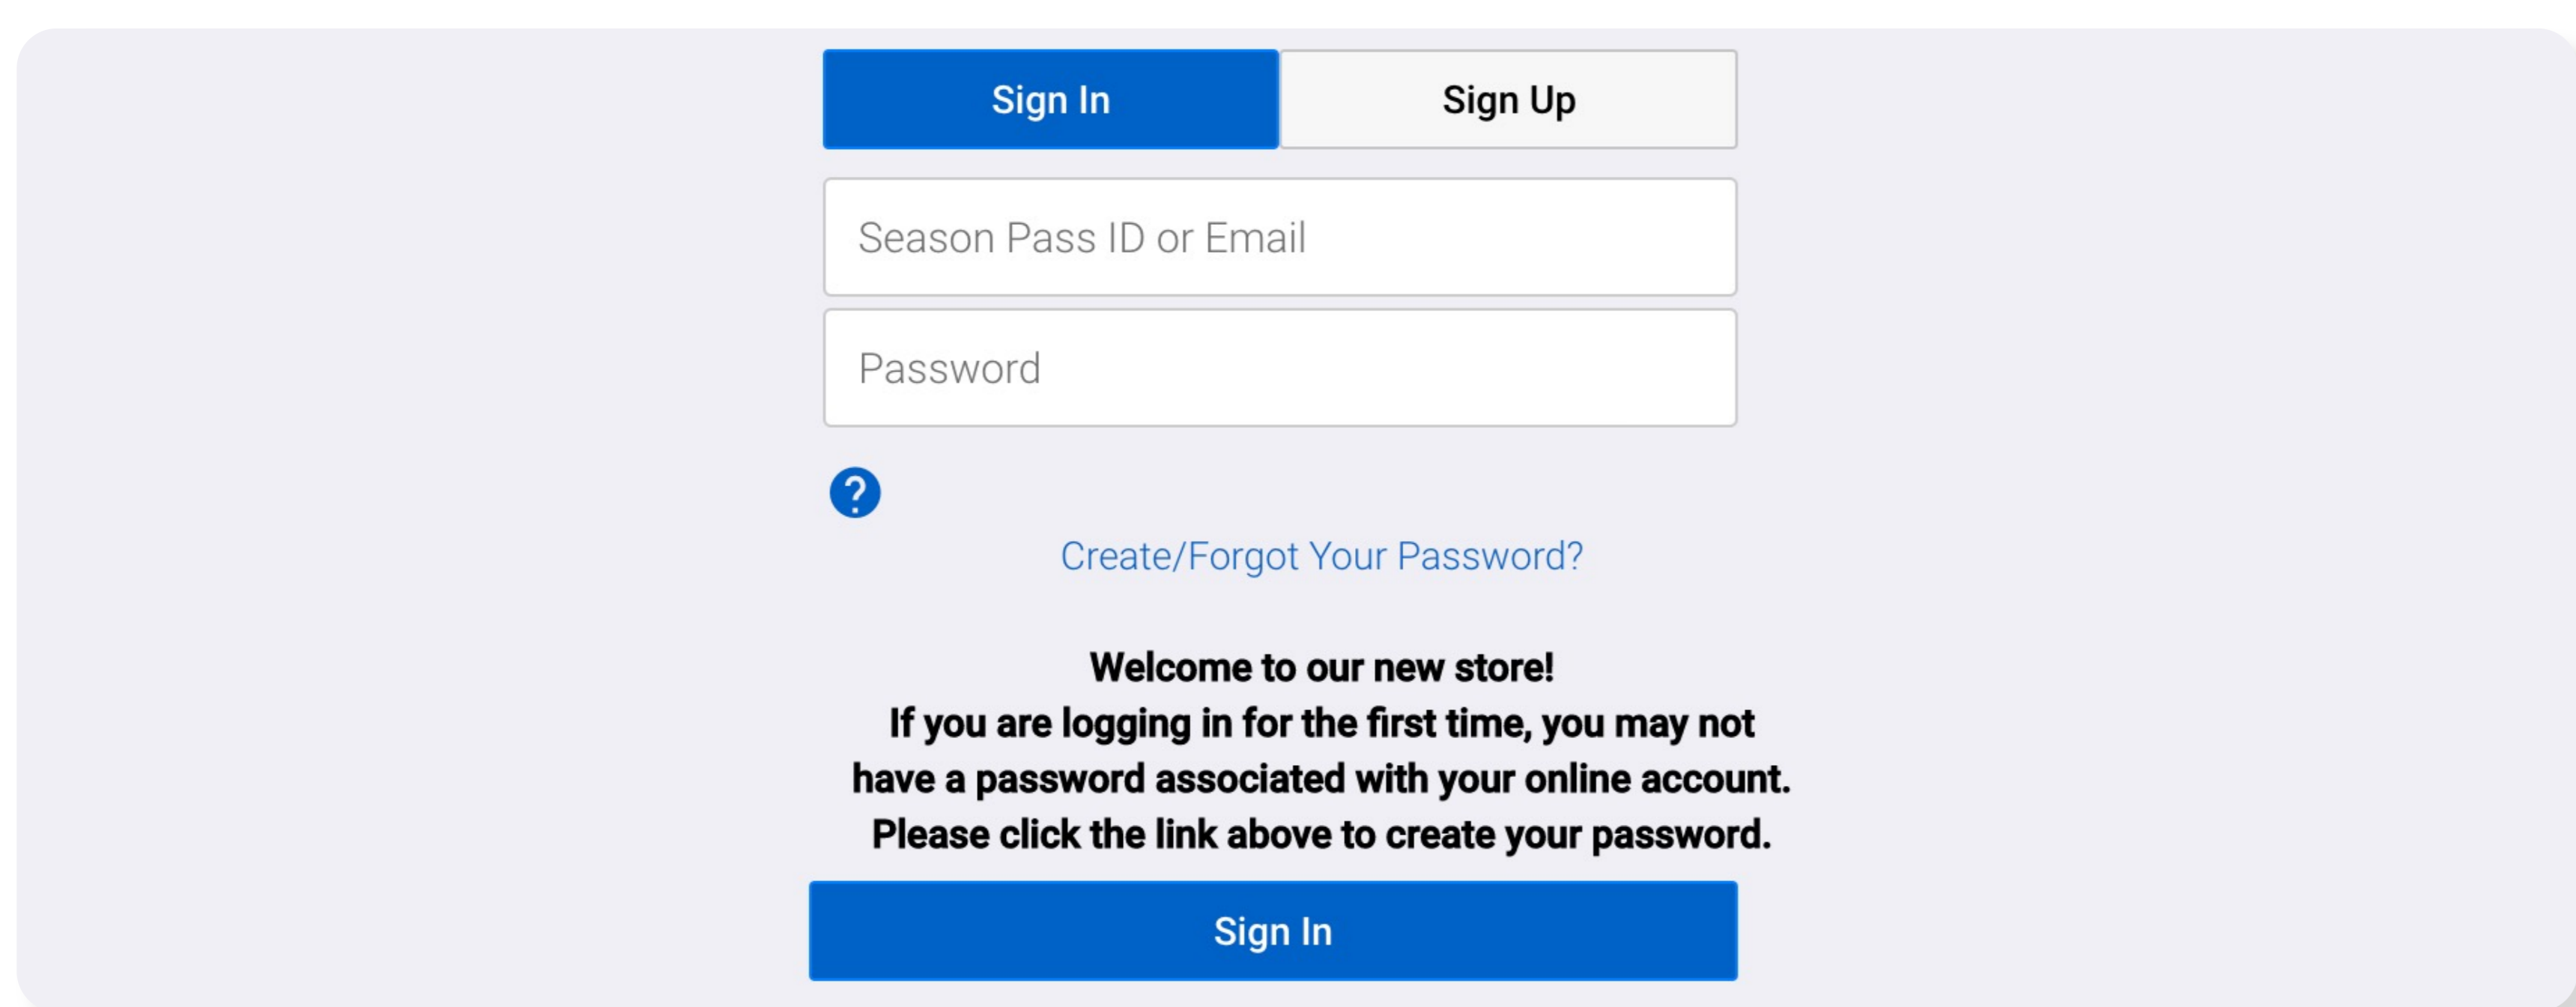 Sign In
Sign Up
Season Pass ID or Email
Password
?
Create/Forgot Your Password?
Welcome to our new store!
If you are logging in for the first time, you may not
have a password associated with your online account.
Please click the link above to create your password.
Sign In